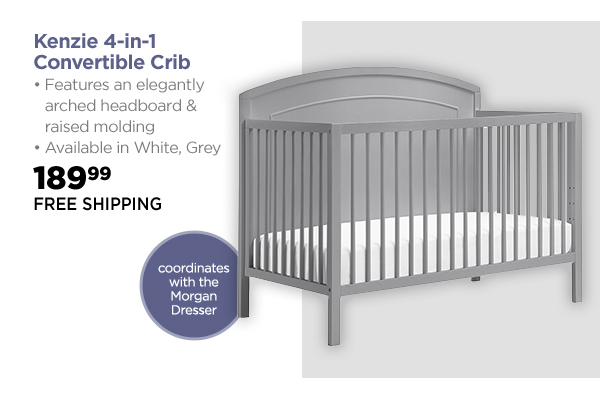 Kenzie 4-in-1
Convertible Crib
• Features an elegantly
arched headboard &
raised molding
• Available in White, Grey
189⁹⁹
FREE SHIPPING
coordinates
with the
Morgan
Dresser